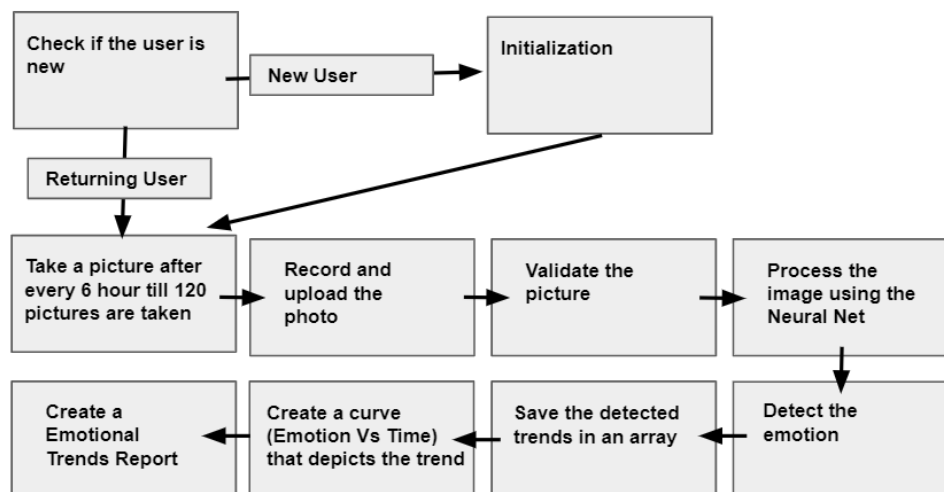 Check if the user is
new
New User
Initialization
Returning User
Take a picture after
every 6 hour till 120
pictures are taken
Record and
upload the
photo
Validate the
picture
Process the
image using the
Neural Net
Detect the
emotion
Save the detected
trends in an array
Create a curve
(Emotion Vs Time)
that depicts the trend
Create a
Emotional
Trends Report